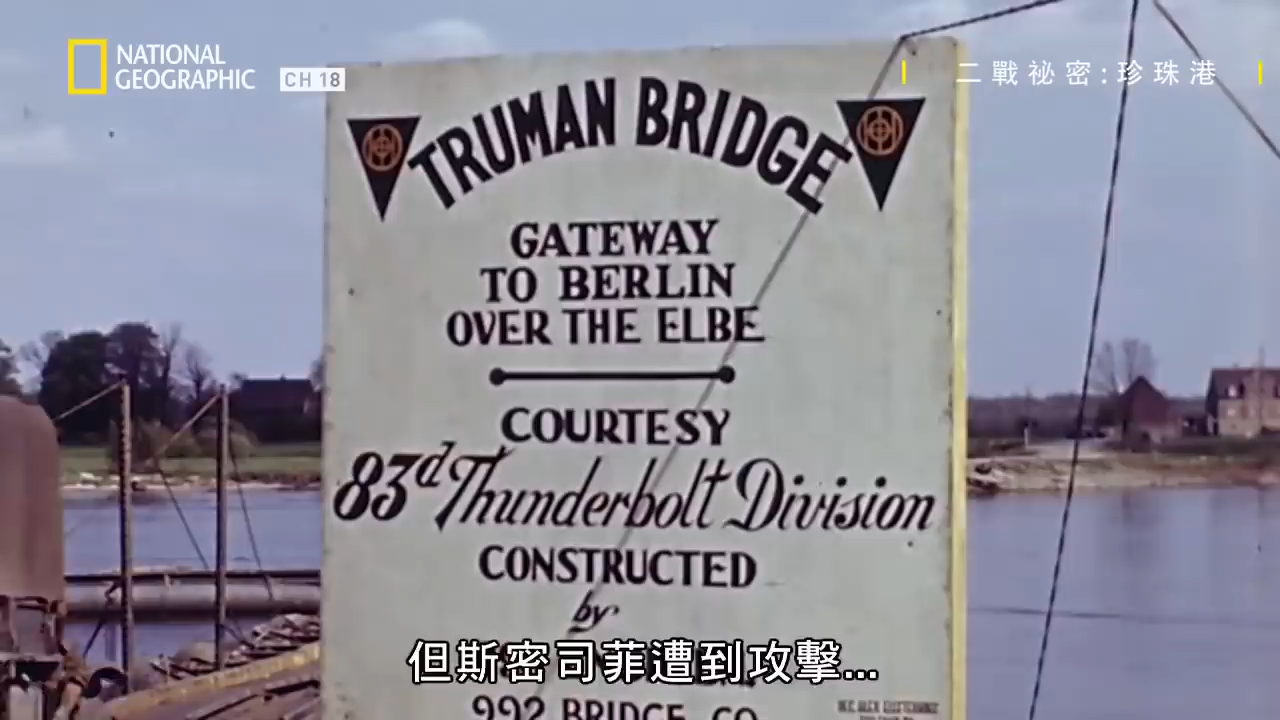 NATIONAL
GEOGRAPHIC
CH 18
二戰祕密:珍珠港
TRUMAN BRIDGE
GATEWAY
TO BERLIN
OVER THE ELBE
COURTESY
83d Thunderbolt Division
CONSTRUCTED
by
但斯密司菲遭到攻擊...
992 BRIDGE CO